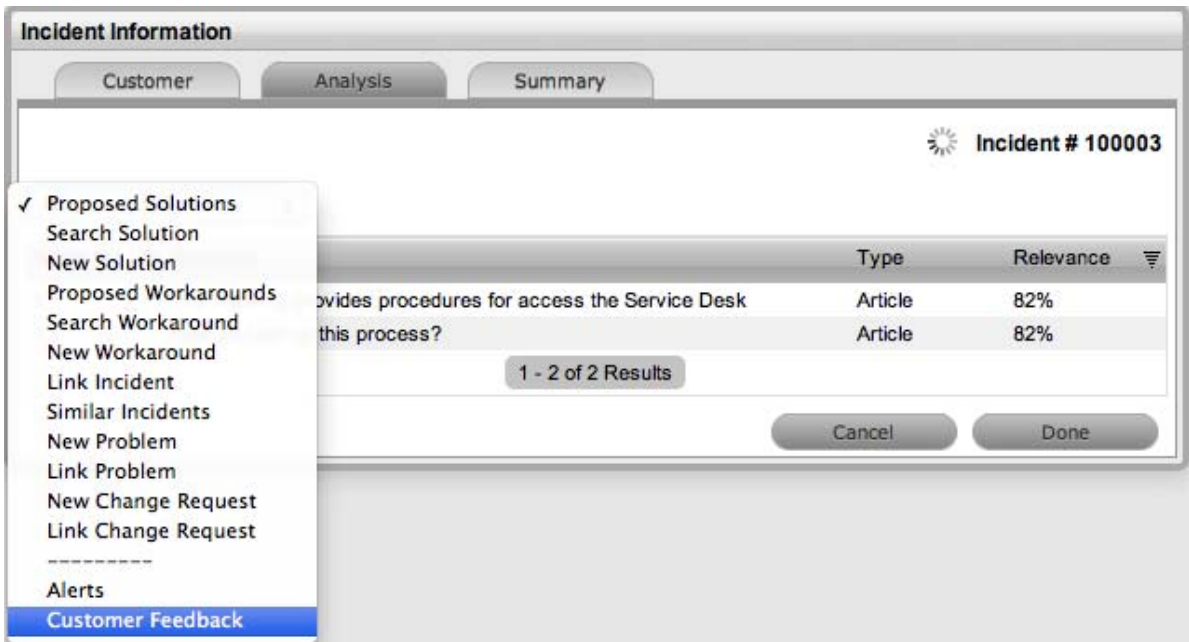 Incident Information
Customer Analysis Summary
Incident # 100003
✓ Proposed Solutions
Search Solution
New Solution
Proposed Workarounds
Search Workaround
New Workaround
Link Incident
Similar Incidents
New Problem
Link Problem
New Change Request
Link Change Request
---------
Alerts
Customer Feedback
Type Relevance
ovides procedures for access the Service Desk Article 82%
this process? Article 82%
1 - 2 of 2 Results
Cancel Done